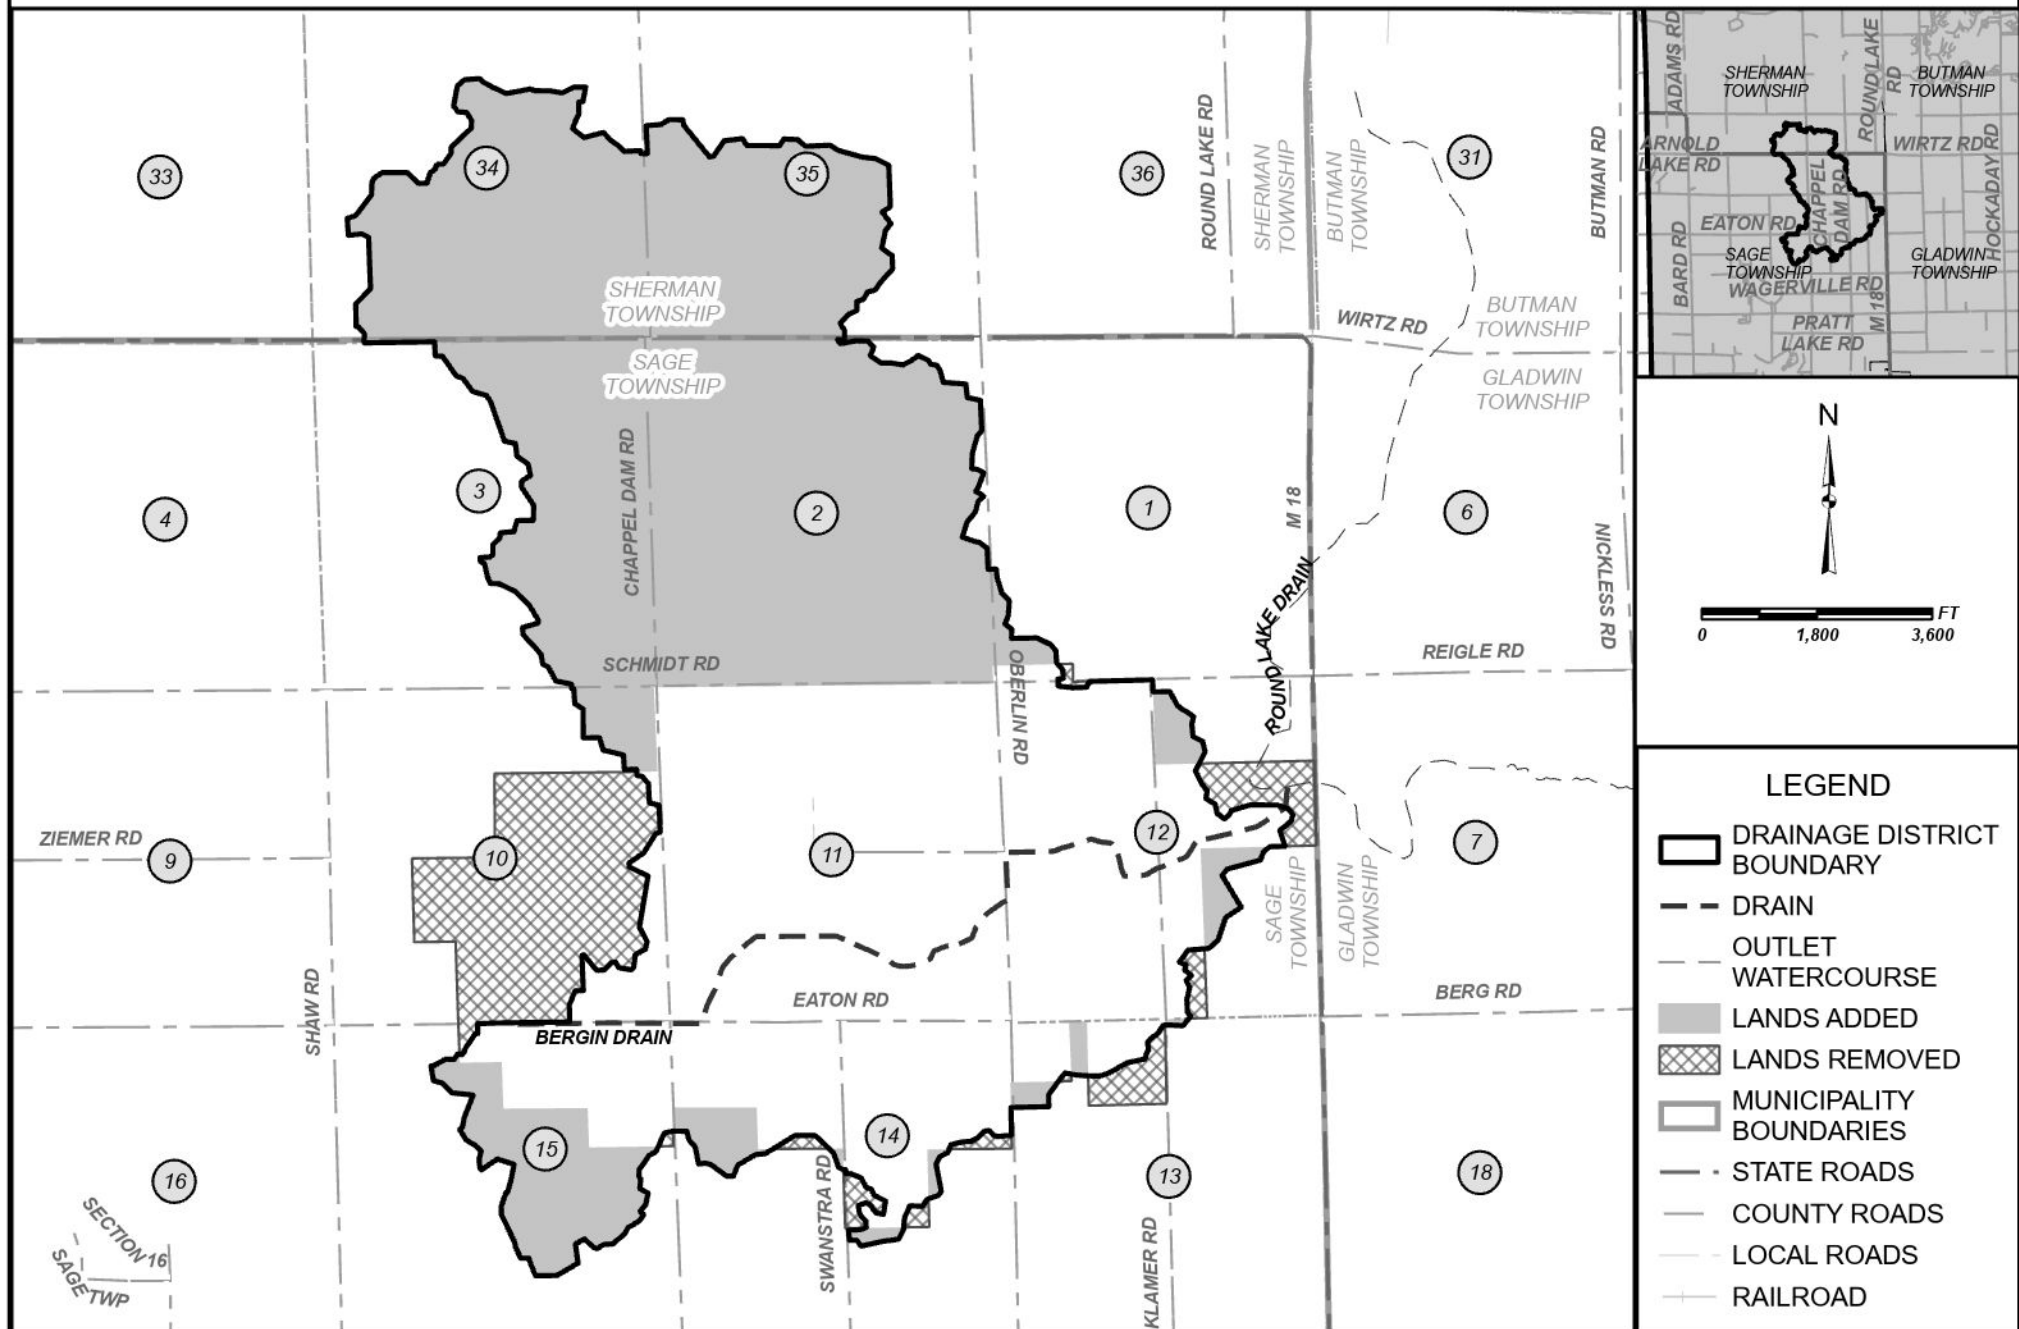 33
34
35
36
31
ROUND LAKE RD
SHERMAN
TOWNSHIP
BUTMAN
TOWNSHIP
BUTMAN RD
SHERMAN
TOWNSHIP
WIRTZ RD
BUTMAN
TOWNSHIP
SAGE
TOWNSHIP
GLADWIN
TOWNSHIP
4
3
2
1
6
CHAPPEL DAM RD
M 18
NICKLESS RD
ROUND LAKE DRAIN
ROUND LAKE DRAIN
SCHMIDT RD
OBERLIN RD
REIGLE RD
ZIEMER RD
9
10
11
12
7
SAGE
TOWNSHIP
GLADWIN
TOWNSHIP
SHAW RD
EATON RD
BERG RD
BERGIN DRAIN
16
15
14
13
18
SWANSTRA RD
KLAMER RD
SECTION 16
SAGE TWP
ADAMS RD
SHERMAN
TOWNSHIP
ROUND LAKE
RD
BUTMAN
TOWNSHIP
ARNOLD
LAKE RD
WIRTZ RD
HOCKADAY RD
CHAPPEL
DAM RD
EATON RD
BARD RD
SAGE
TOWNSHIP
GLADWIN
TOWNSHIP
WAGERVILLE RD
M 18
PRATT
LAKE RD
N
FT
0 1,800 3,600
LEGEND
DRAINAGE DISTRICT
BOUNDARY
DRAIN
OUTLET
WATERCOURSE
LANDS ADDED
LANDS REMOVED
MUNICIPALITY
BOUNDARIES
STATE ROADS
COUNTY ROADS
LOCAL ROADS
RAILROAD